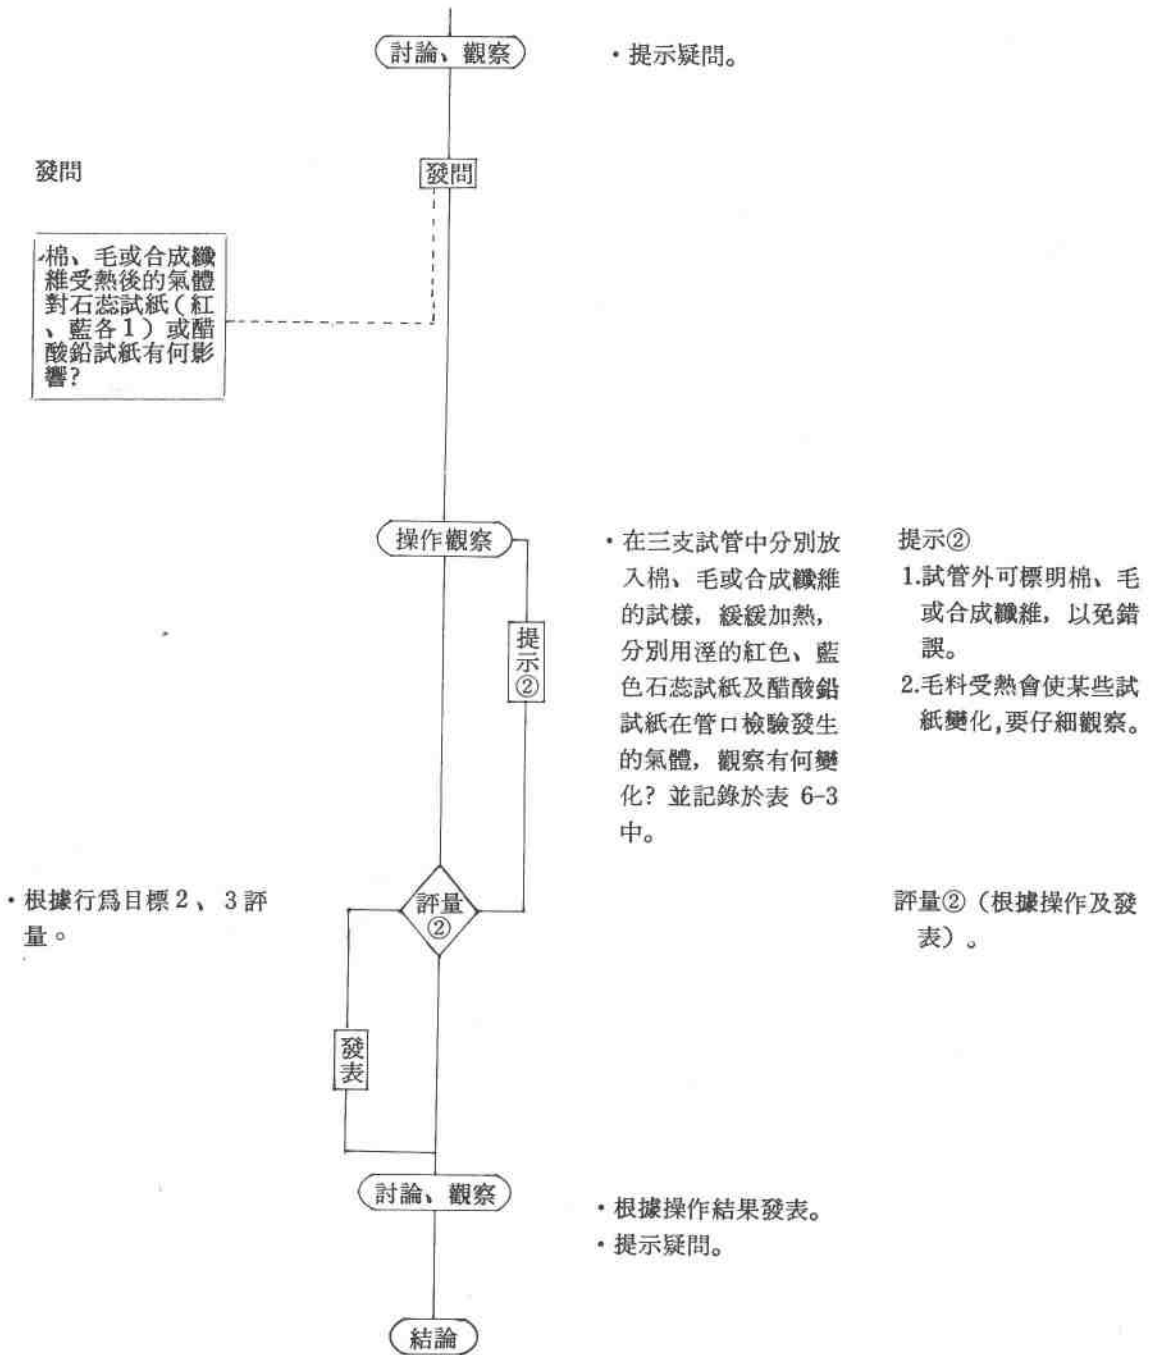 討論、觀察
・提示疑問。
發問
發問
棉、毛或合成纖
維受熱後的氣體
對石蕊試紙(紅
、藍各1)或醋
酸鉛試紙有何影
響?
操作觀察
・在三支試管中分別放
入棉、毛或合成纖維
的試樣，緩緩加熱，
分別用溼的紅色、藍
色石蕊試紙及醋酸鉛
試紙在管口檢驗發生
的氣體，觀察有何變
化? 並記錄於表 6-3
中。
提示②
1.試管外可標明棉、毛
或合成纖維，以免錯
誤。
2.毛料受熱會使某些試
紙變化,要仔細觀察。
提示②
・根據行爲目標2、3評
量。
評量
②
評量②（根據操作及發
表）。
發表
討論、觀察
・根據操作結果發表。
・提示疑問。
結論